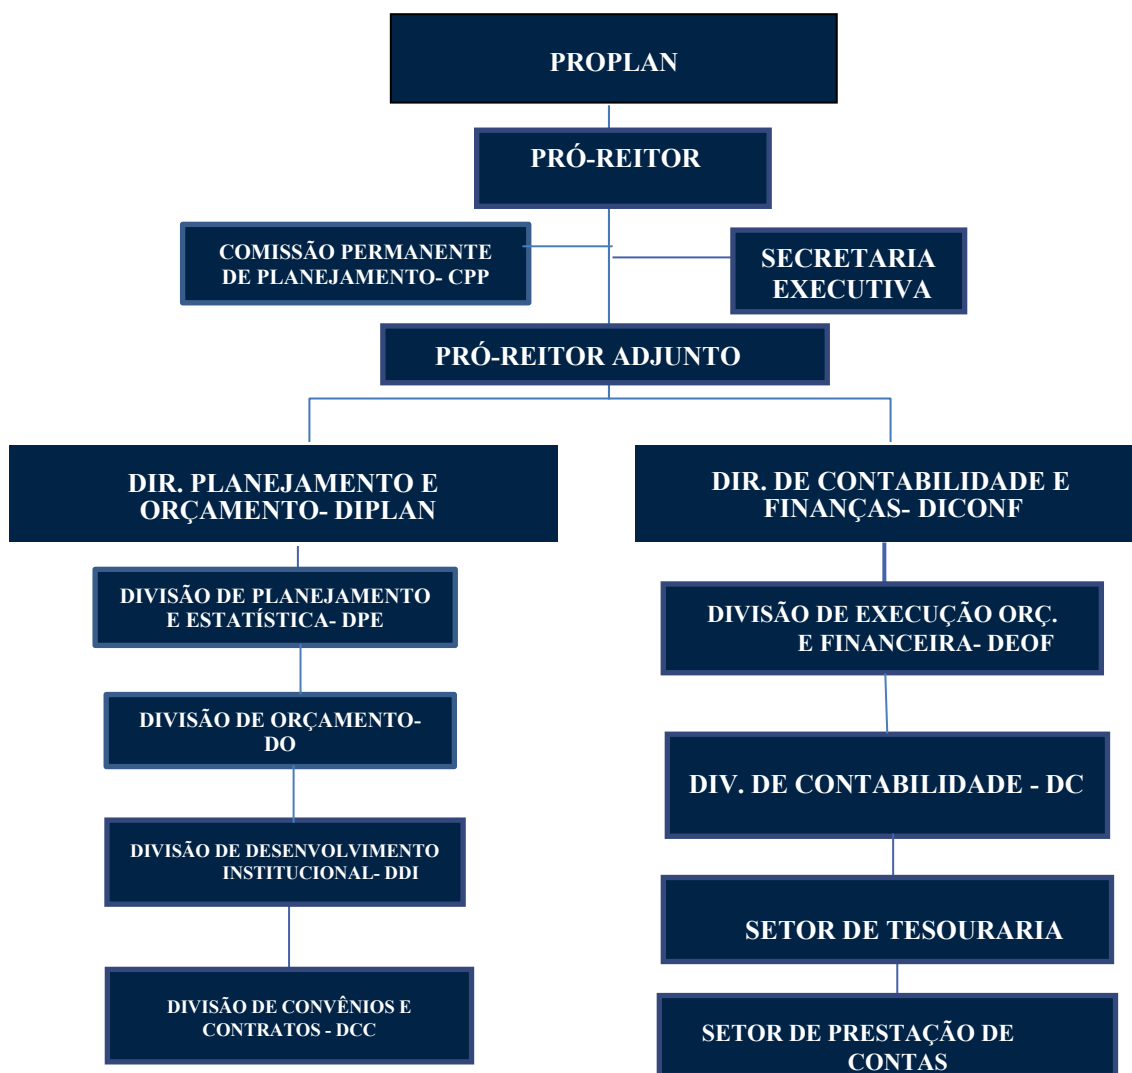 PROPLAN
PRÓ-REITOR
COMISSÃO PERMANENTE
DE PLANEJAMENTO- CPP
SECRETARIA
EXECUTIVA
PRÓ-REITOR ADJUNTO
DIR. PLANEJAMENTO E
ORÇAMENTO- DIPLAN
DIR. DE CONTABILIDADE E
FINANÇAS- DICONF
DIVISÃO DE PLANEJAMENTO
E ESTATÍSTICA- DPE
DIVISÃO DE EXECUÇÃO ORÇ.
E FINANCEIRA- DEOF
DIVISÃO DE ORÇAMENTO-
DO
DIV. DE CONTABILIDADE - DC
DIVISÃO DE DESENVOLVIMENTO
INSTITUCIONAL- DDI
SETOR DE TESOURARIA
DIVISÃO DE CONVÊNIOS E
CONTRATOS - DCC
SETOR DE PRESTAÇÃO DE
CONTAS